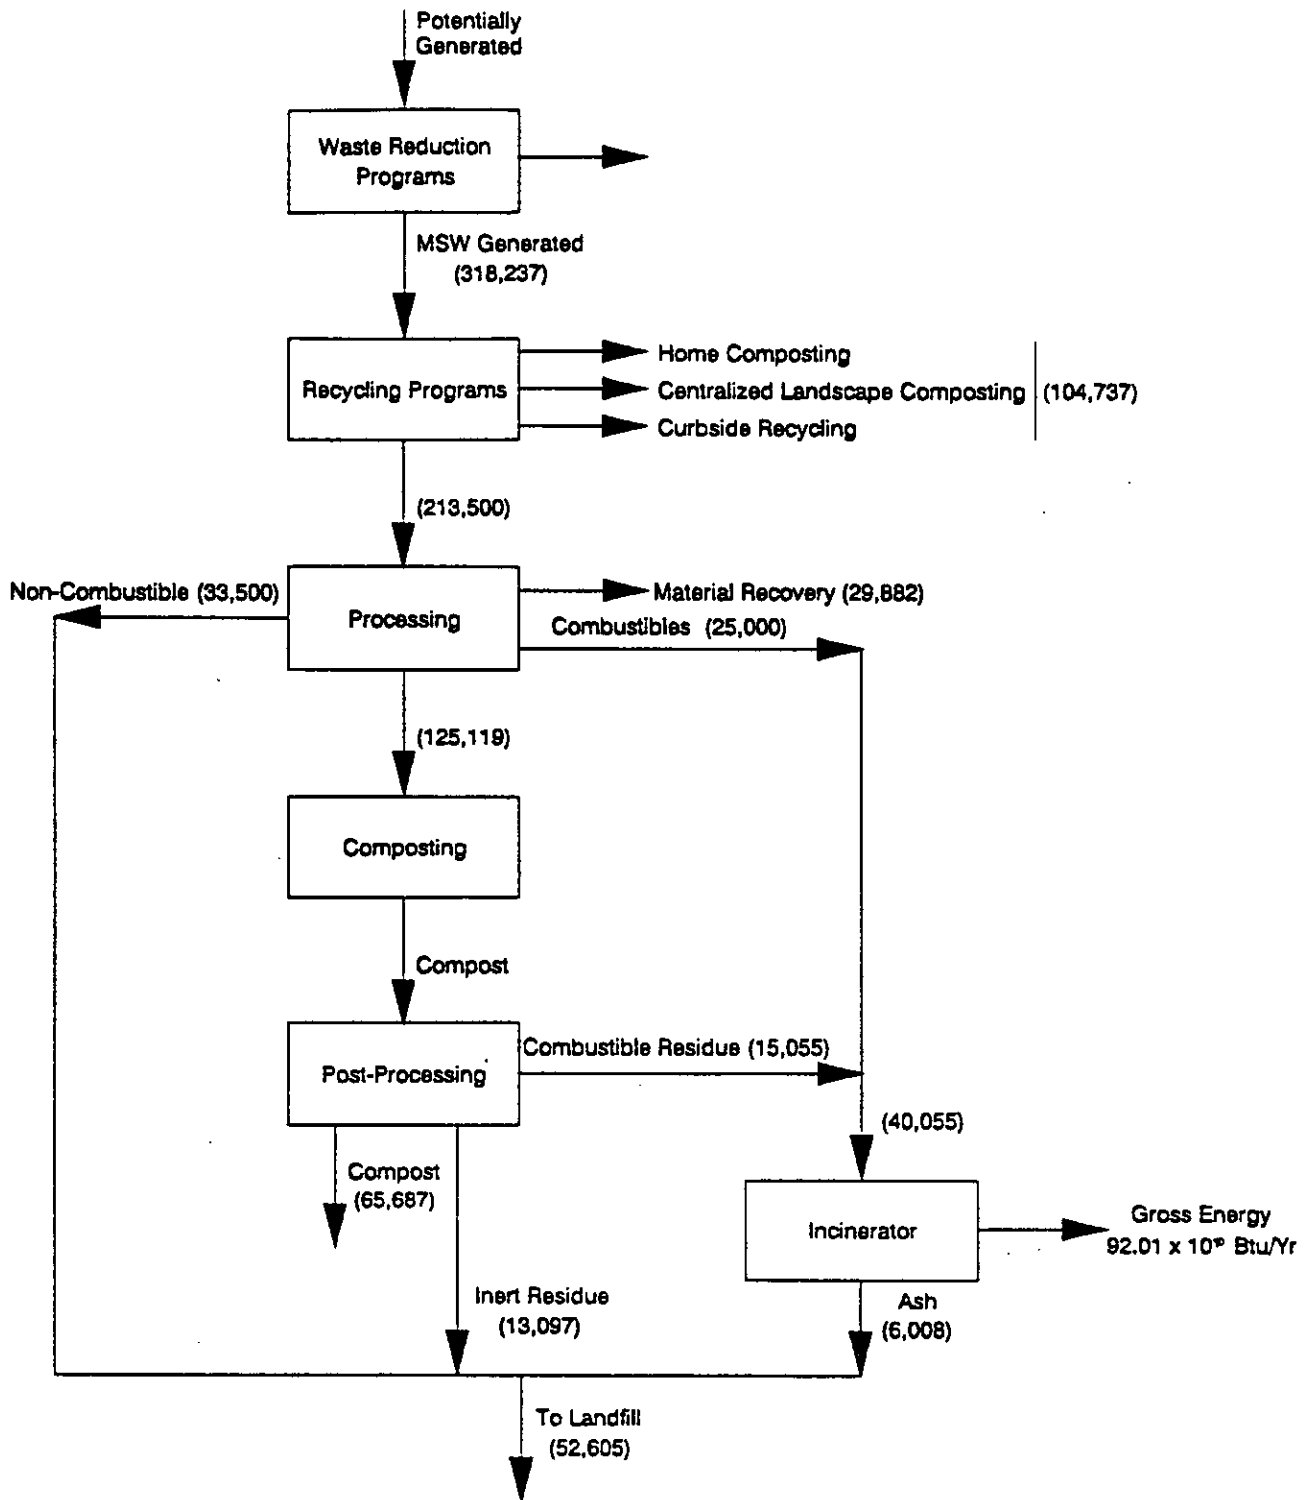 Potentially
Generated
Waste Reduction
Programs
MSW Generated
(318,237)
Recycling Programs
Home Composting
Centralized Landscape Composting
(104,737)
Curbside Recycling
(213,500)
Non-Combustible (33,500)
Processing
Material Recovery (29,882)
Combustibles (25,000)
(125,119)
Composting
Compost
Post-Processing
Combustible Residue (15,055)
(40,055)
Compost
(65,687)
Incinerator
Gross Energy
92.01 x 10 Btu/Yr
Inert Residue
(13,097)
Ash
(6,008)
To Landfill
(52,605)